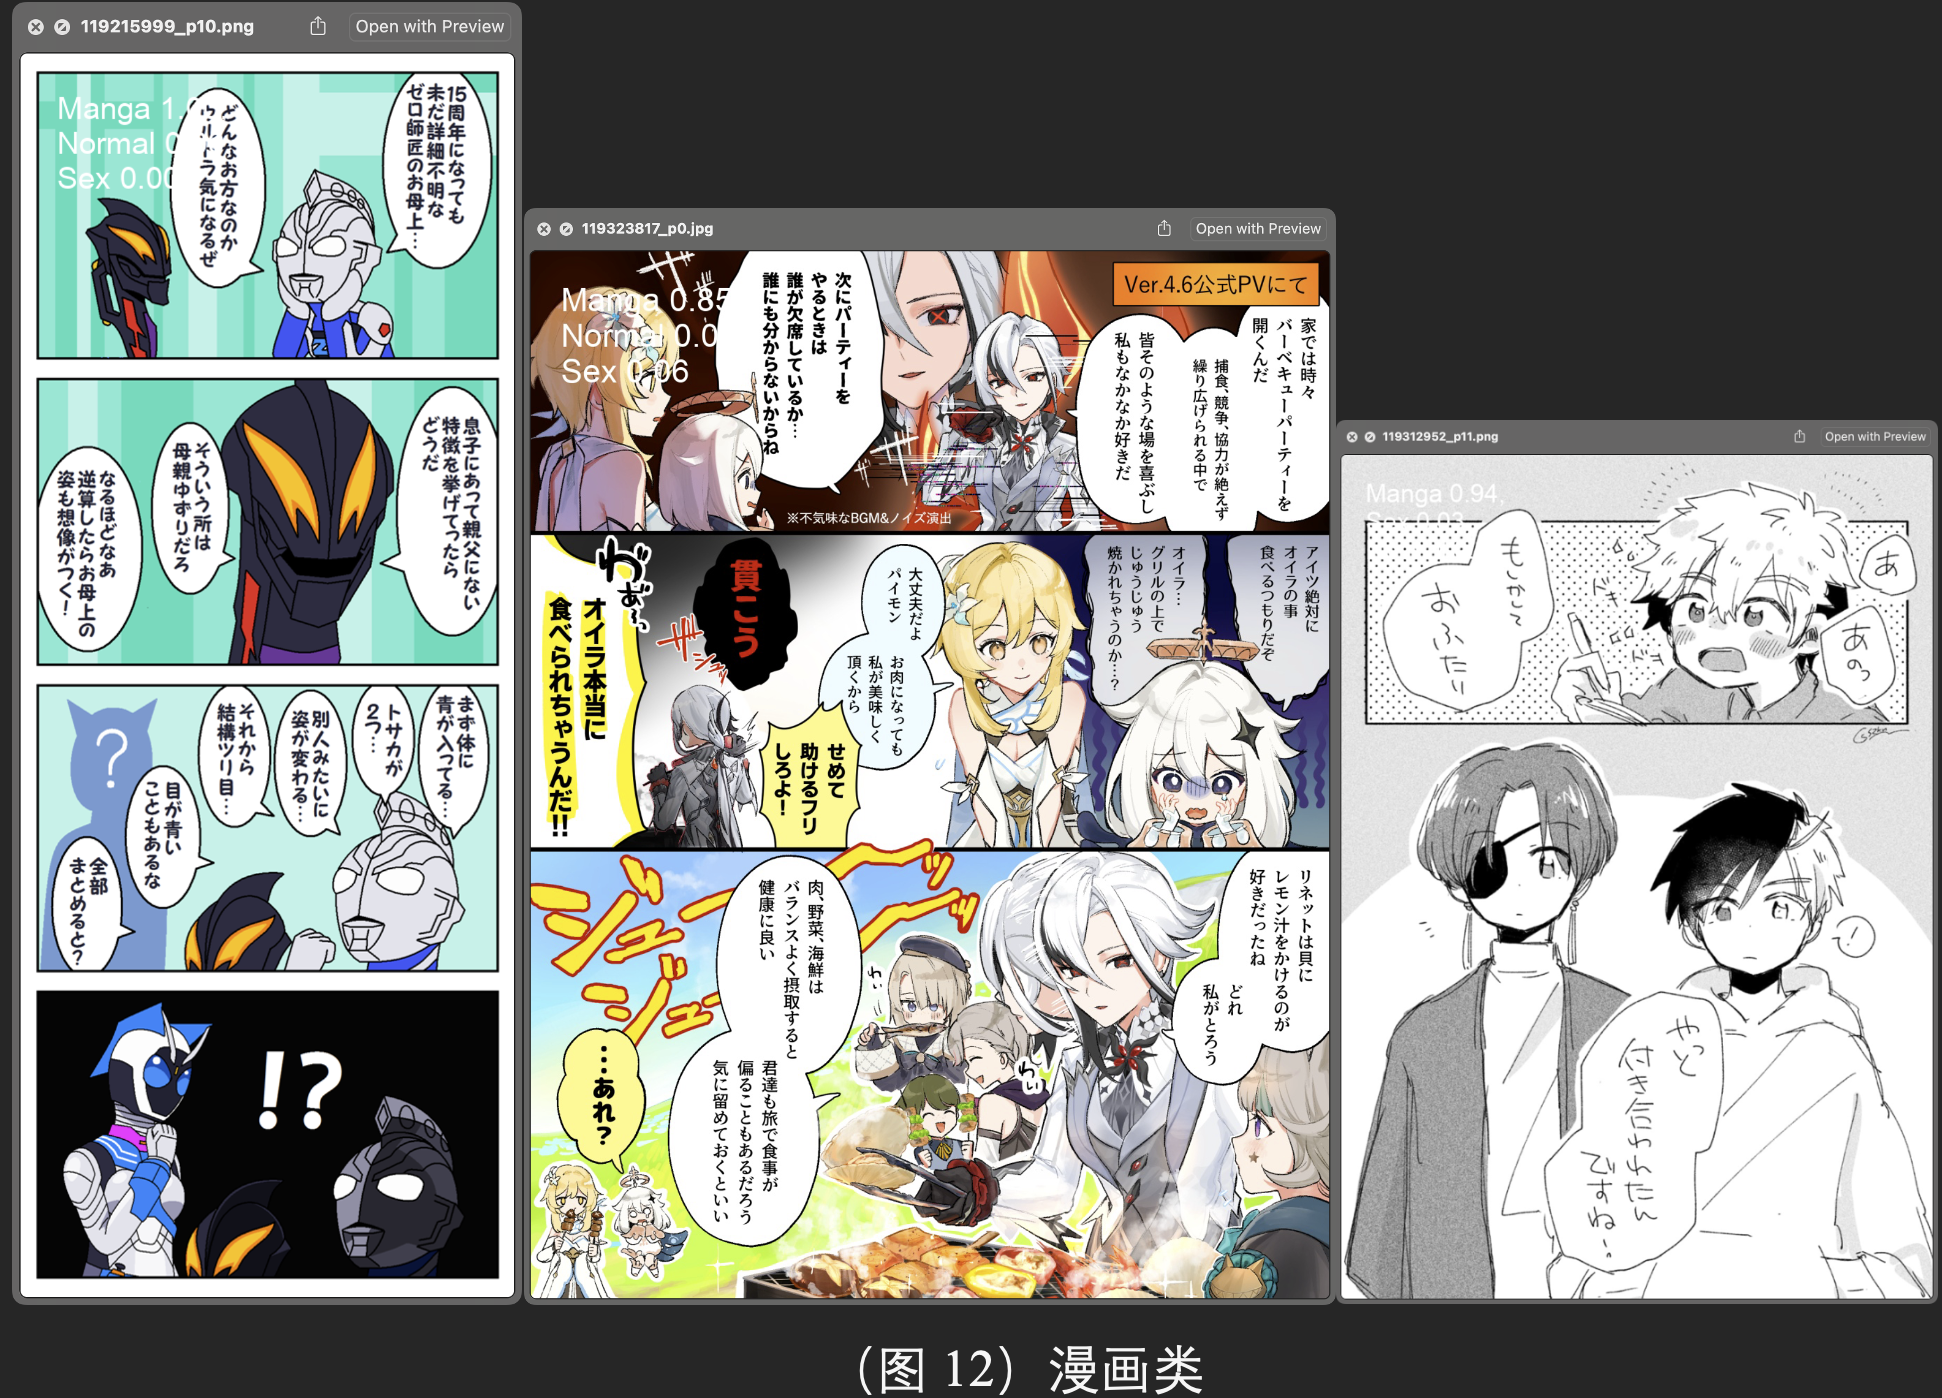 119215999_p10.png
Open with Preview
Manga 1.
Normal 0
Sex 0.00
15周年になっても
未だ詳細不明な
ゼロ師匠のお母上…
どんなお方なのか
ウルトラ気になるぜ
息子にあって親父にない
特徴を挙げてったら
どうだ
そういう所は
母親ゆずりだろ
なるほどなあ
逆算したらお母上の
姿も想像がつく!
まず体に
青が入ってる…
トサカが
2つ…
別人みたいに
姿が変わる…
それから
結構ツリ目…
目が青い
こともあるな
全部
まとめると?
?
!?
119323817_p0.jpg
Open with Preview
Manga 0.85
Normal 0.0
Sex 0.06
Ver.4.6公式PVにて
家では時々
バーベキューパーティーを
開くんだ
捕食、競争、協力が絶えず
繰り広げられる中で
皆そのような場を喜ぶし
私もなかなか好きだ
次にパーティーを
やるときは
誰が欠席しているか…
誰にも分からないからね
※不気味なBGM&ノイズ演出
アイツ絶対に
オイラの事
食べるつもりだぞ
オイラ…
グリルの上で
じゅうじゅう
焼かれちゃうのか…?
大丈夫だよ
パイモン
お肉になっても
私が美味しく
頂くから
せめて
助けるフリ
しろよ!
貫こう
ザシュッ
わぁ〜っ
オイラ本当に
食べられちゃうんだ!!
リネットは貝に
レモン汁をかけるのが
好きだったね
どれ
私がとろう
肉、野菜、海鮮は
バランスよく摂取すると
健康に良い
君達も旅で食事が
偏ることもあるだろう
気に留めておくといい
ジュージュー
ジュージュー
わい
わい
…あれ?
119312952_p11.png
Open with Preview
Manga 0.94,
Sex 0.03
あ
あのっ
ドキ
ドキ
もしかして
おふたり
!
やっと
付き合われたん
ですね…
（图 12）漫画类